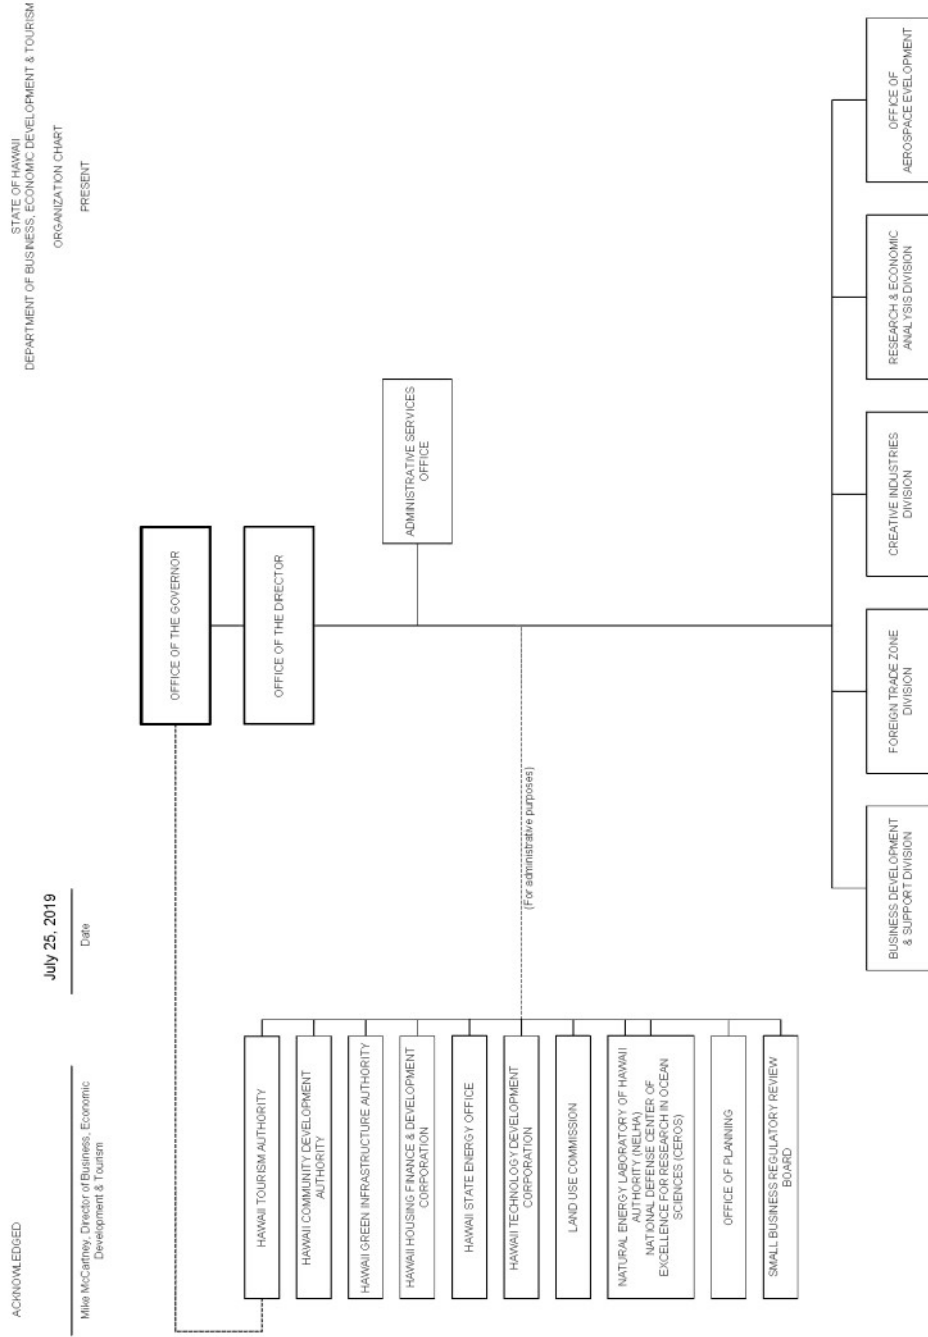 STATE OF HAWAII
DEPARTMENT OF BUSINESS, ECONOMIC DEVELOPMENT & TOURISM
ORGANIZATION CHART
PRESENT
ACKNOWLEDGED
July 25, 2019
Mike McCartney, Director of Business, Economic
Development & Tourism
Date
OFFICE OF THE GOVERNOR
OFFICE OF THE DIRECTOR
ADMINISTRATIVE SERVICES
OFFICE
(For administrative purposes)
HAWAII TOURISM AUTHORITY
HAWAII COMMUNITY DEVELOPMENT
AUTHORITY
HAWAII GREEN INFRASTRUCTURE AUTHORITY
HAWAII HOUSING FINANCE & DEVELOPMENT
CORPORATION
HAWAII STATE ENERGY OFFICE
HAWAII TECHNOLOGY DEVELOPMENT
CORPORATION
LAND USE COMMISSION
NATURAL ENERGY LABORATORY OF HAWAII
AUTHORITY (NELHA)
NATIONAL DEFENSE CENTER OF
EXCELLENCE FOR RESEARCH IN OCEAN
SCIENCES (CEROS)
OFFICE OF PLANNING
SMALL BUSINESS REGULATORY REVIEW
BOARD
BUSINESS DEVELOPMENT
& SUPPORT DIVISION
FOREIGN TRADE ZONE
DIVISION
CREATIVE INDUSTRIES
DIVISION
RESEARCH & ECONOMIC
ANALYSIS DIVISION
OFFICE OF
AEROSPACE EVELOPMENT